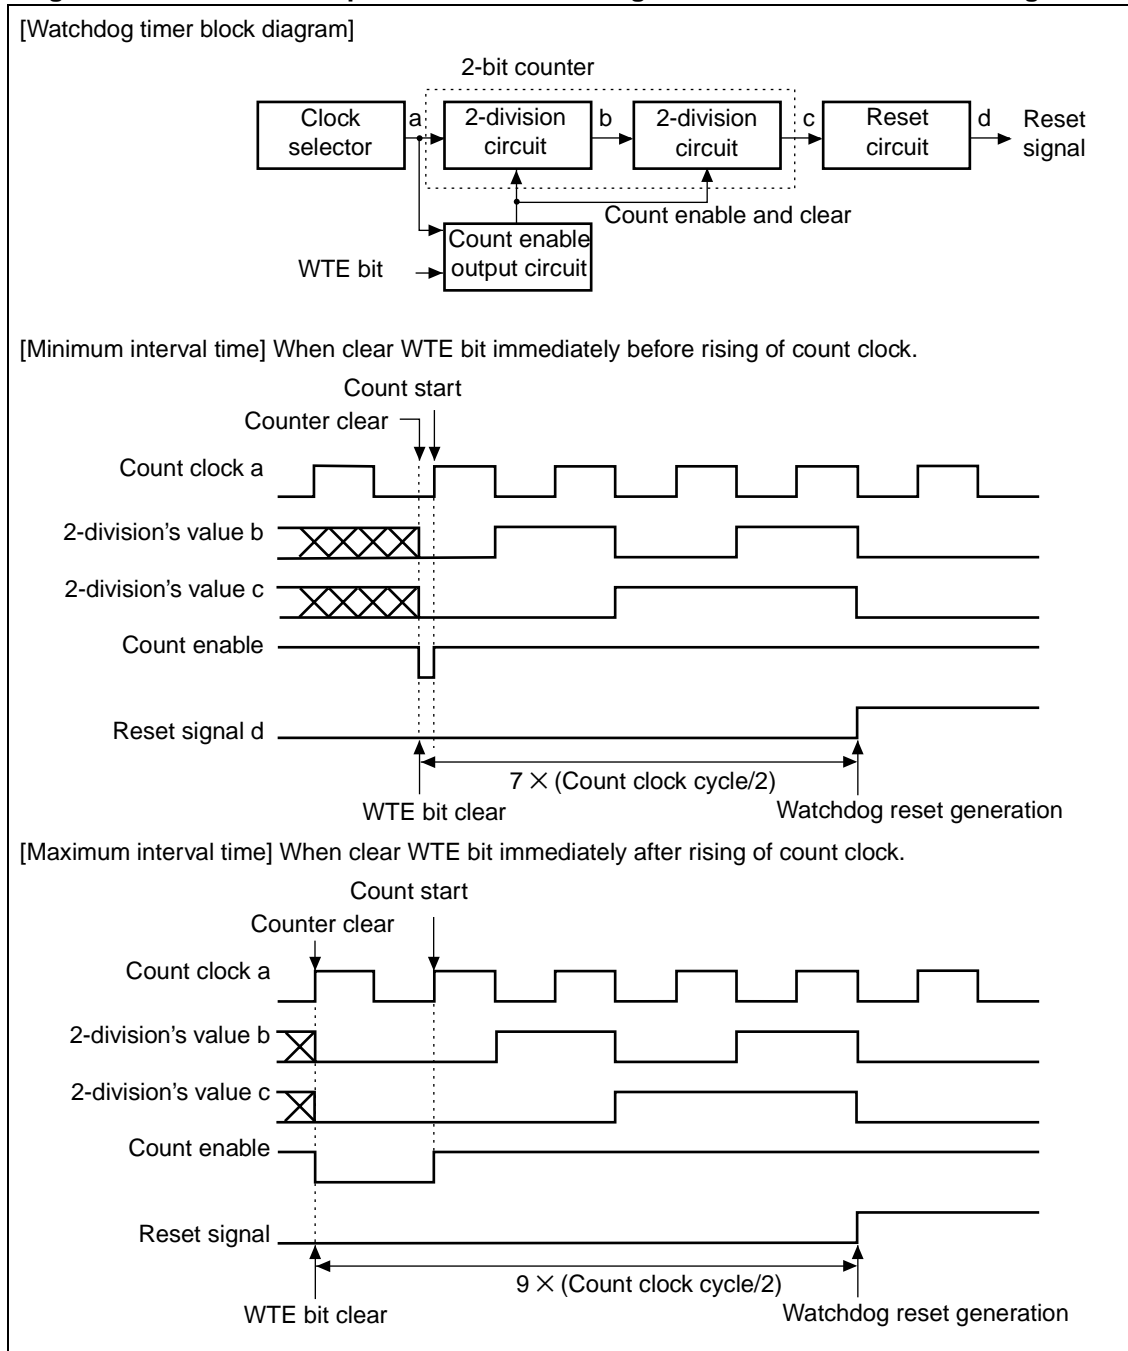 [Watchdog timer block diagram]
2-bit counter
Clock
selector
a
2-division
circuit
b
2-division
circuit
c
Reset
circuit
d
Reset
signal
Count enable and clear
Count enable
output circuit
WTE bit
[Minimum interval time] When clear WTE bit immediately before rising of count clock.
Count start
Counter clear
Count clock a
2-division’s value b
2-division’s value c
Count enable
Reset signal d
7 × (Count clock cycle/2)
WTE bit clear
Watchdog reset generation
[Maximum interval time] When clear WTE bit immediately after rising of count clock.
Count start
Counter clear
Count clock a
2-division’s value b
2-division’s value c
Count enable
Reset signal
9 × (Count clock cycle/2)
WTE bit clear
Watchdog reset generation